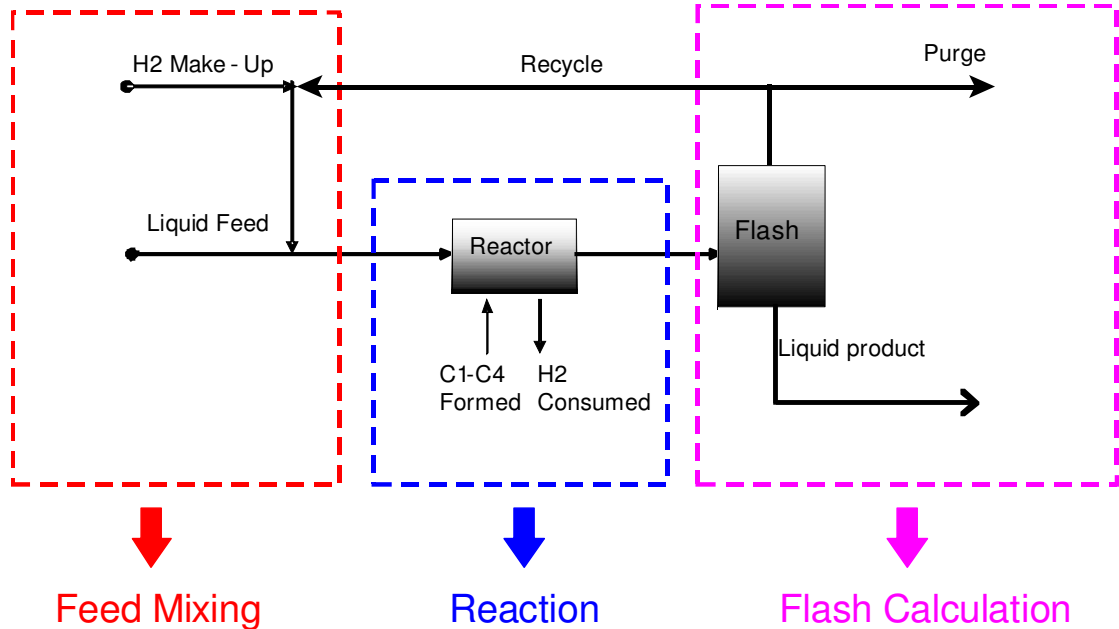 H2 Make - Up
Recycle
Purge
Liquid Feed
Reactor
Flash
C1-C4
Formed
H2
Consumed
Liquid product
Feed Mixing
Reaction
Flash Calculation